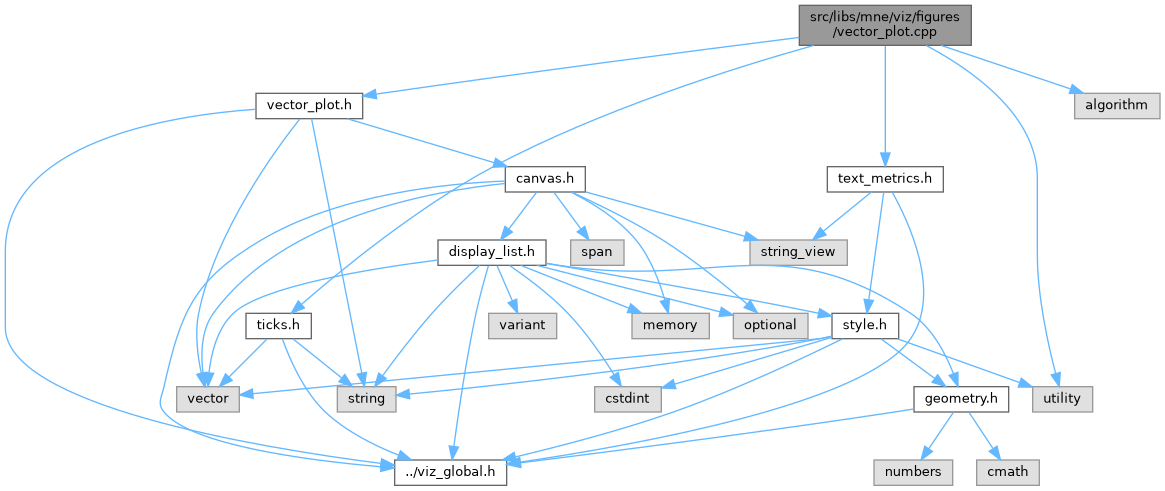 src/libs/mne/viz/figures
/vector_plot.cpp
vector_plot.h
algorithm
canvas.h
text_metrics.h
display_list.h
span
string_view
ticks.h
variant
memory
optional
style.h
vector
string
cstdint
geometry.h
utility
../viz_global.h
numbers
cmath